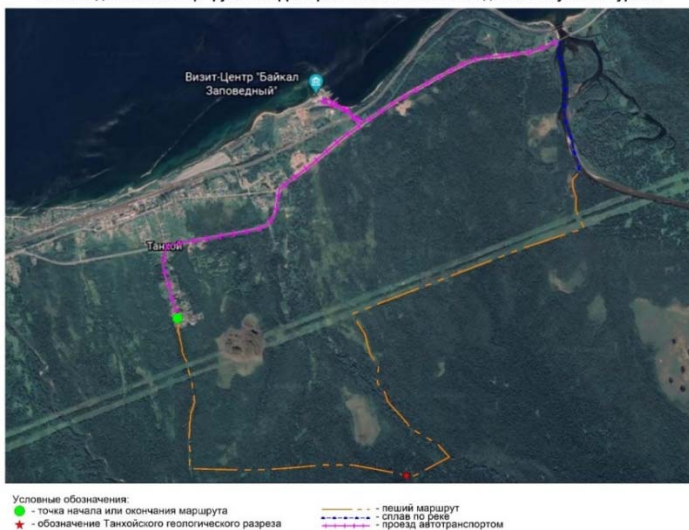 Визит-Центр "Байкал
Заповедный"
Танхой
Условные обозначения:
- точка начала или окончания маршрута
- обозначение Танхойского геологического разреза
- пеший маршрут
- сплав по реке
- проезд автотранспортом